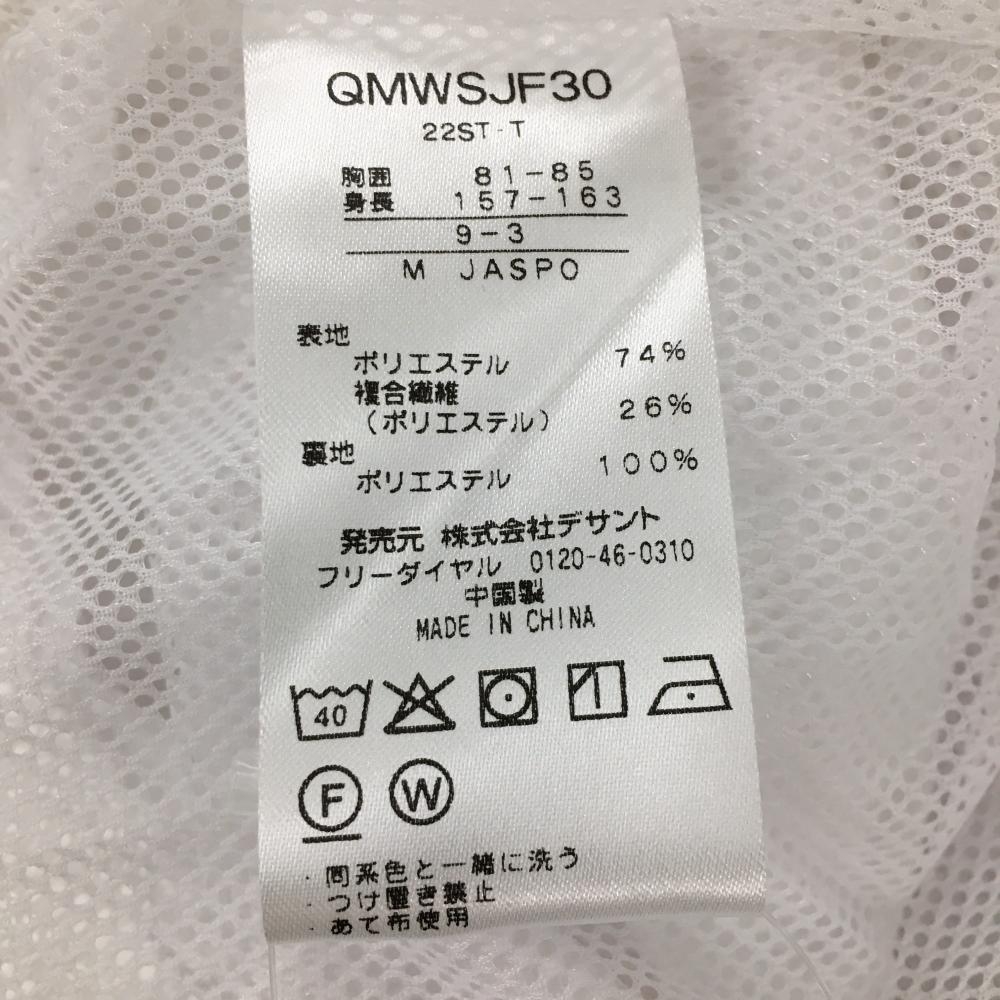 QMWSJF30
22ST-T
胸囲 81-85
身長 157-163
9-3
M JASPO
表地
ポリエステル 74%
複合繊維
(ポリエステル) 26%
裏地
ポリエステル 100%
発売元 株式会社デサント
フリーダイヤル 0120-46-0310
中国製
MADE IN CHINA
40
F W
・同系色と一緒に洗う
・つけ置き禁止
・あて布使用